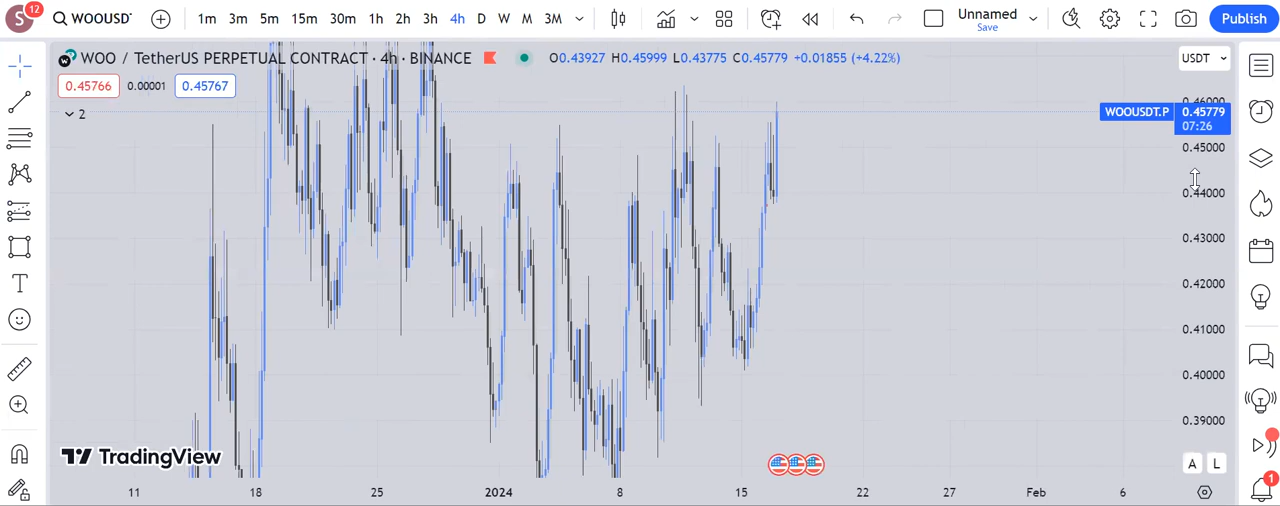 S 12 WOOUSD 1m 3m 5m 15m 30m 1h 2h 3h 4h D W M 3M Unnamed Save Publish
WOO / TetherUS PERPETUAL CONTRACT · 4h · BINANCE O0.43927 H0.45999 L0.43775 C0.45779 +0.01855 (+4.22%) USDT
0.45766 0.00001 0.45767
2
0.46000
WOOUSDT.P 0.45779
07:26
0.45000
0.44000
0.43000
0.42000
0.41000
0.40000
0.39000
TradingView
A L
11 18 25 2024 8 15 22 27 Feb 6
1